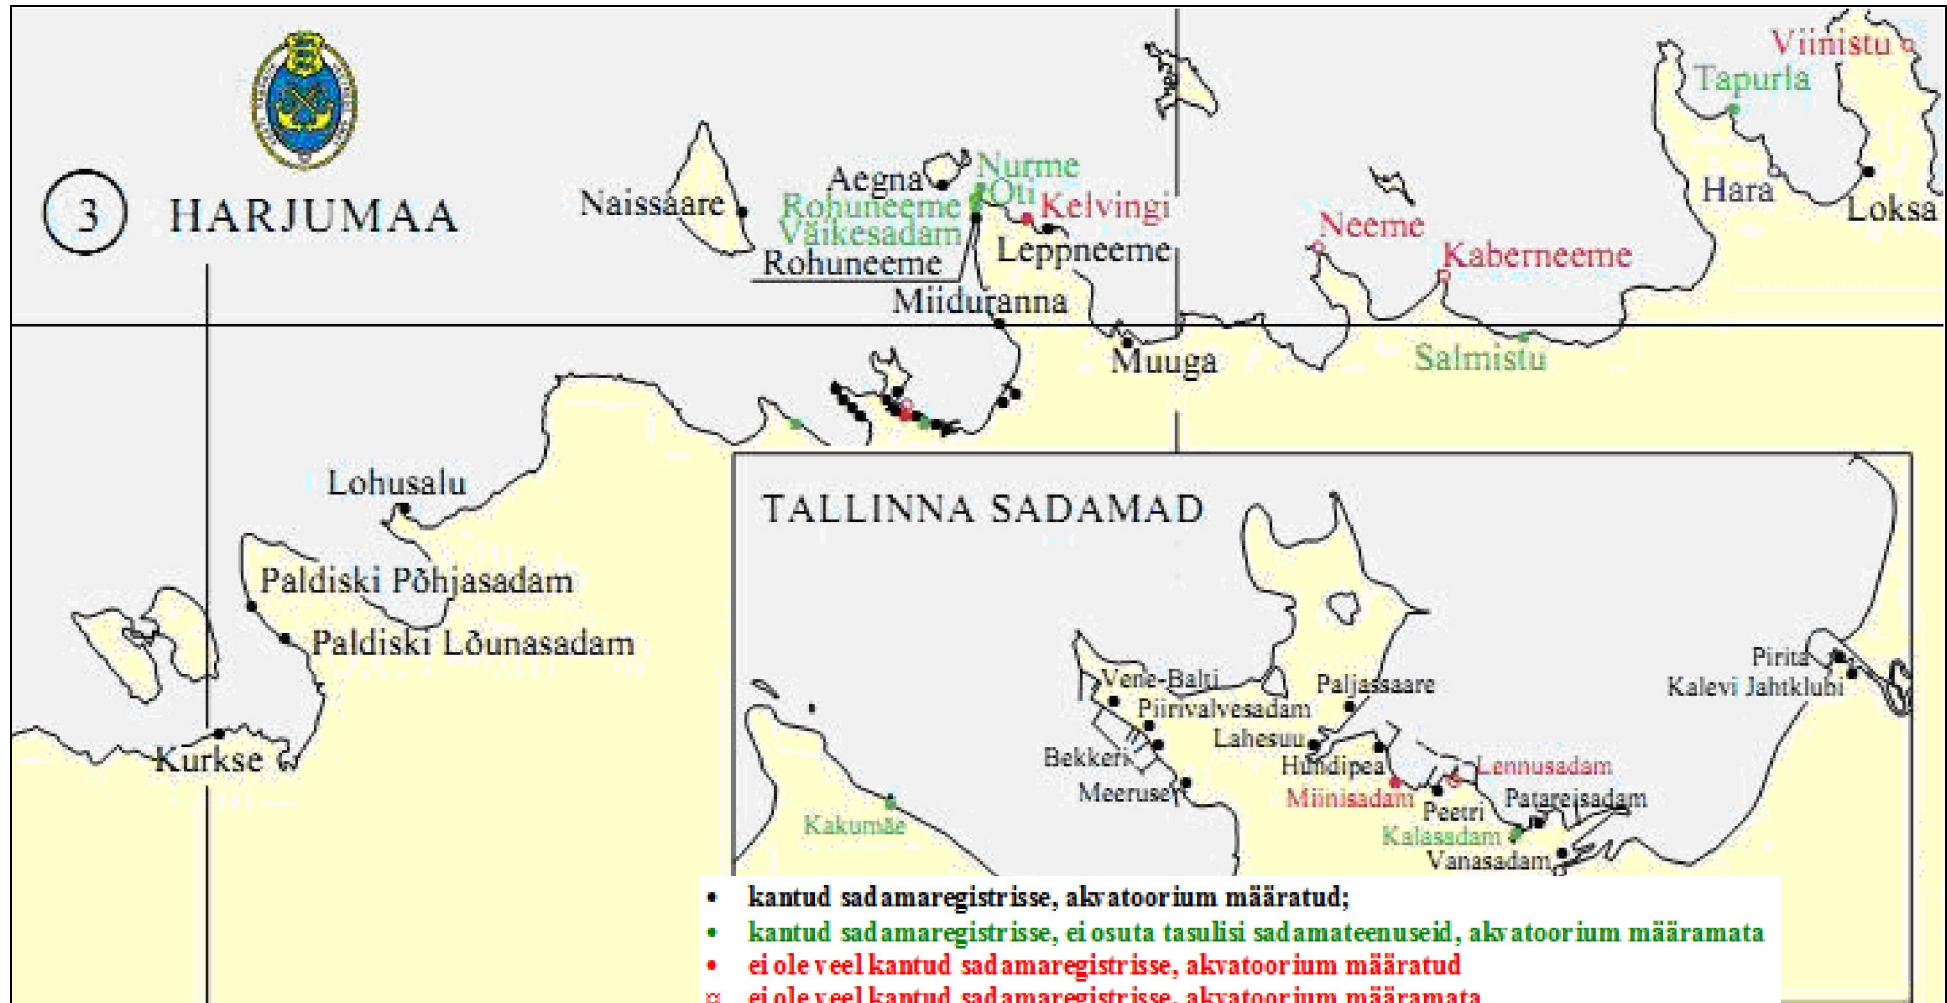 3 HARJUMAA
Viinistu
Tapurla
Hara
Loksa
Naissaare
Aegna
Nurme
Oti
Rohuneeme
Väikesadam
Kelvingi
Leppneeme
Rohuneeme
Miiduranna
Muuga
Neeme
Kaberneeme
Salmistu
Lohusalu
Paldiski Põhjasadam
Paldiski Lõunasadam
Kurkse
TALLINNA SADAMAD
Vene-Balti
Piirivalvesadam
Bekkeri
Meeruse
Paljassaare
Lahesuu
Hundipea
Miinisadam
Lennusadam
Peetri
Patareisadam
Kalasadam
Vanasadam
Pirita
Kalevi Jahtklubi
Kakumäe
• kantud sadamaregistrisse, akvatoorium määratud;
• kantud sadamaregistrisse, ei osuta tasulisi sadamateenuseid, akvatoorium määramata
• ei ole veel kantud sadamaregistrisse, akvatoorium määratud
¤ ei ole veel kantud sadamaregistrisse, akvatoorium määramata